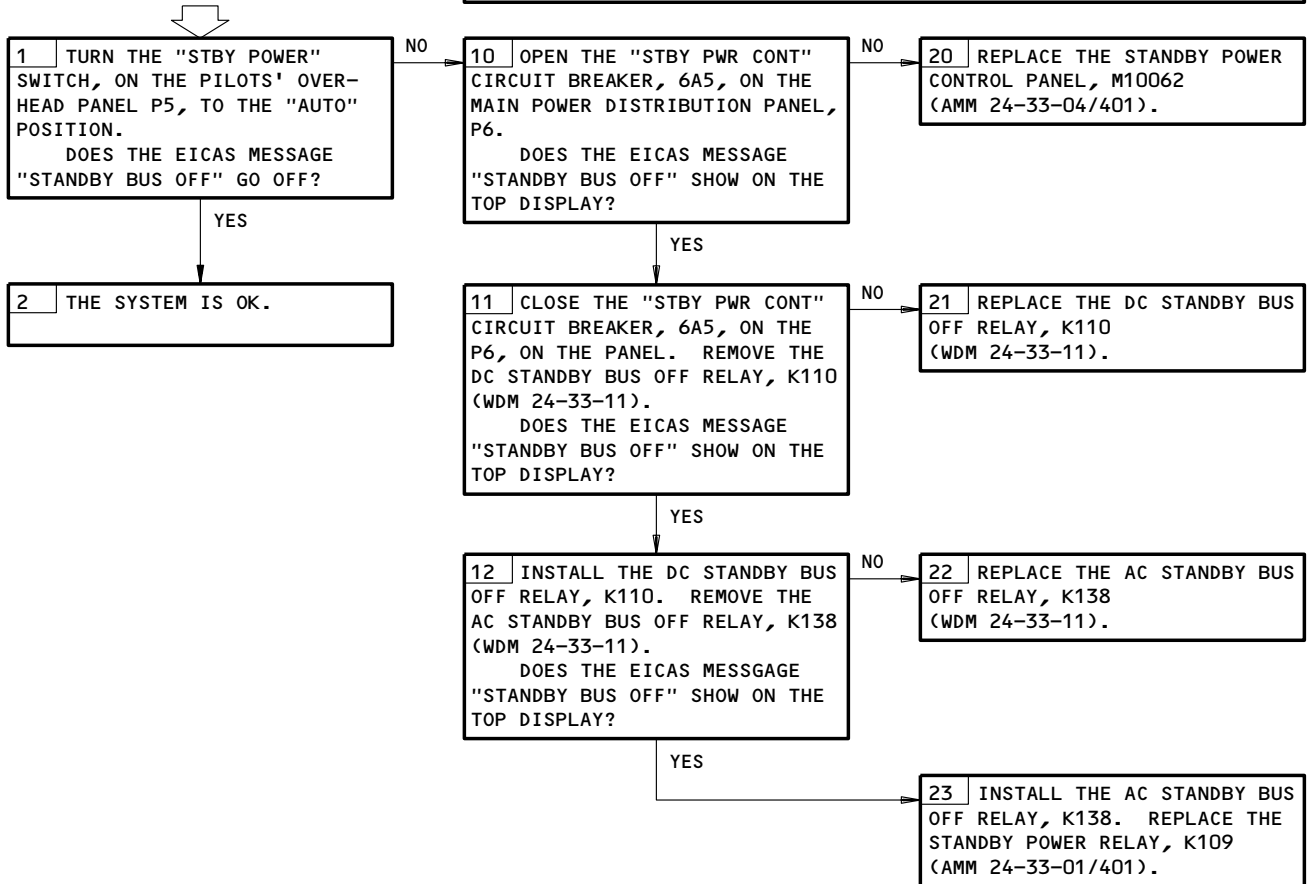 1 TURN THE "STBY POWER"
SWITCH, ON THE PILOTS' OVER-
HEAD PANEL P5, TO THE "AUTO"
POSITION.
DOES THE EICAS MESSAGE
"STANDBY BUS OFF" GO OFF?
NO
YES
2 THE SYSTEM IS OK.
10 OPEN THE "STBY PWR CONT"
CIRCUIT BREAKER, 6A5, ON THE
MAIN POWER DISTRIBUTION PANEL,
P6.
DOES THE EICAS MESSAGE
"STANDBY BUS OFF" SHOW ON THE
TOP DISPLAY?
NO
YES
20 REPLACE THE STANDBY POWER
CONTROL PANEL, M10062
(AMM 24-33-04/401).
11 CLOSE THE "STBY PWR CONT"
CIRCUIT BREAKER, 6A5, ON THE
P6, ON THE PANEL. REMOVE THE
DC STANDBY BUS OFF RELAY, K110
(WDM 24-33-11).
DOES THE EICAS MESSAGE
"STANDBY BUS OFF" SHOW ON THE
TOP DISPLAY?
NO
YES
21 REPLACE THE DC STANDBY BUS
OFF RELAY, K110
(WDM 24-33-11).
12 INSTALL THE DC STANDBY BUS
OFF RELAY, K110. REMOVE THE
AC STANDBY BUS OFF RELAY, K138
(WDM 24-33-11).
DOES THE EICAS MESSGAGE
"STANDBY BUS OFF" SHOW ON THE
TOP DISPLAY?
NO
YES
22 REPLACE THE AC STANDBY BUS
OFF RELAY, K138
(WDM 24-33-11).
23 INSTALL THE AC STANDBY BUS
OFF RELAY, K138. REPLACE THE
STANDBY POWER RELAY, K109
(AMM 24-33-01/401).